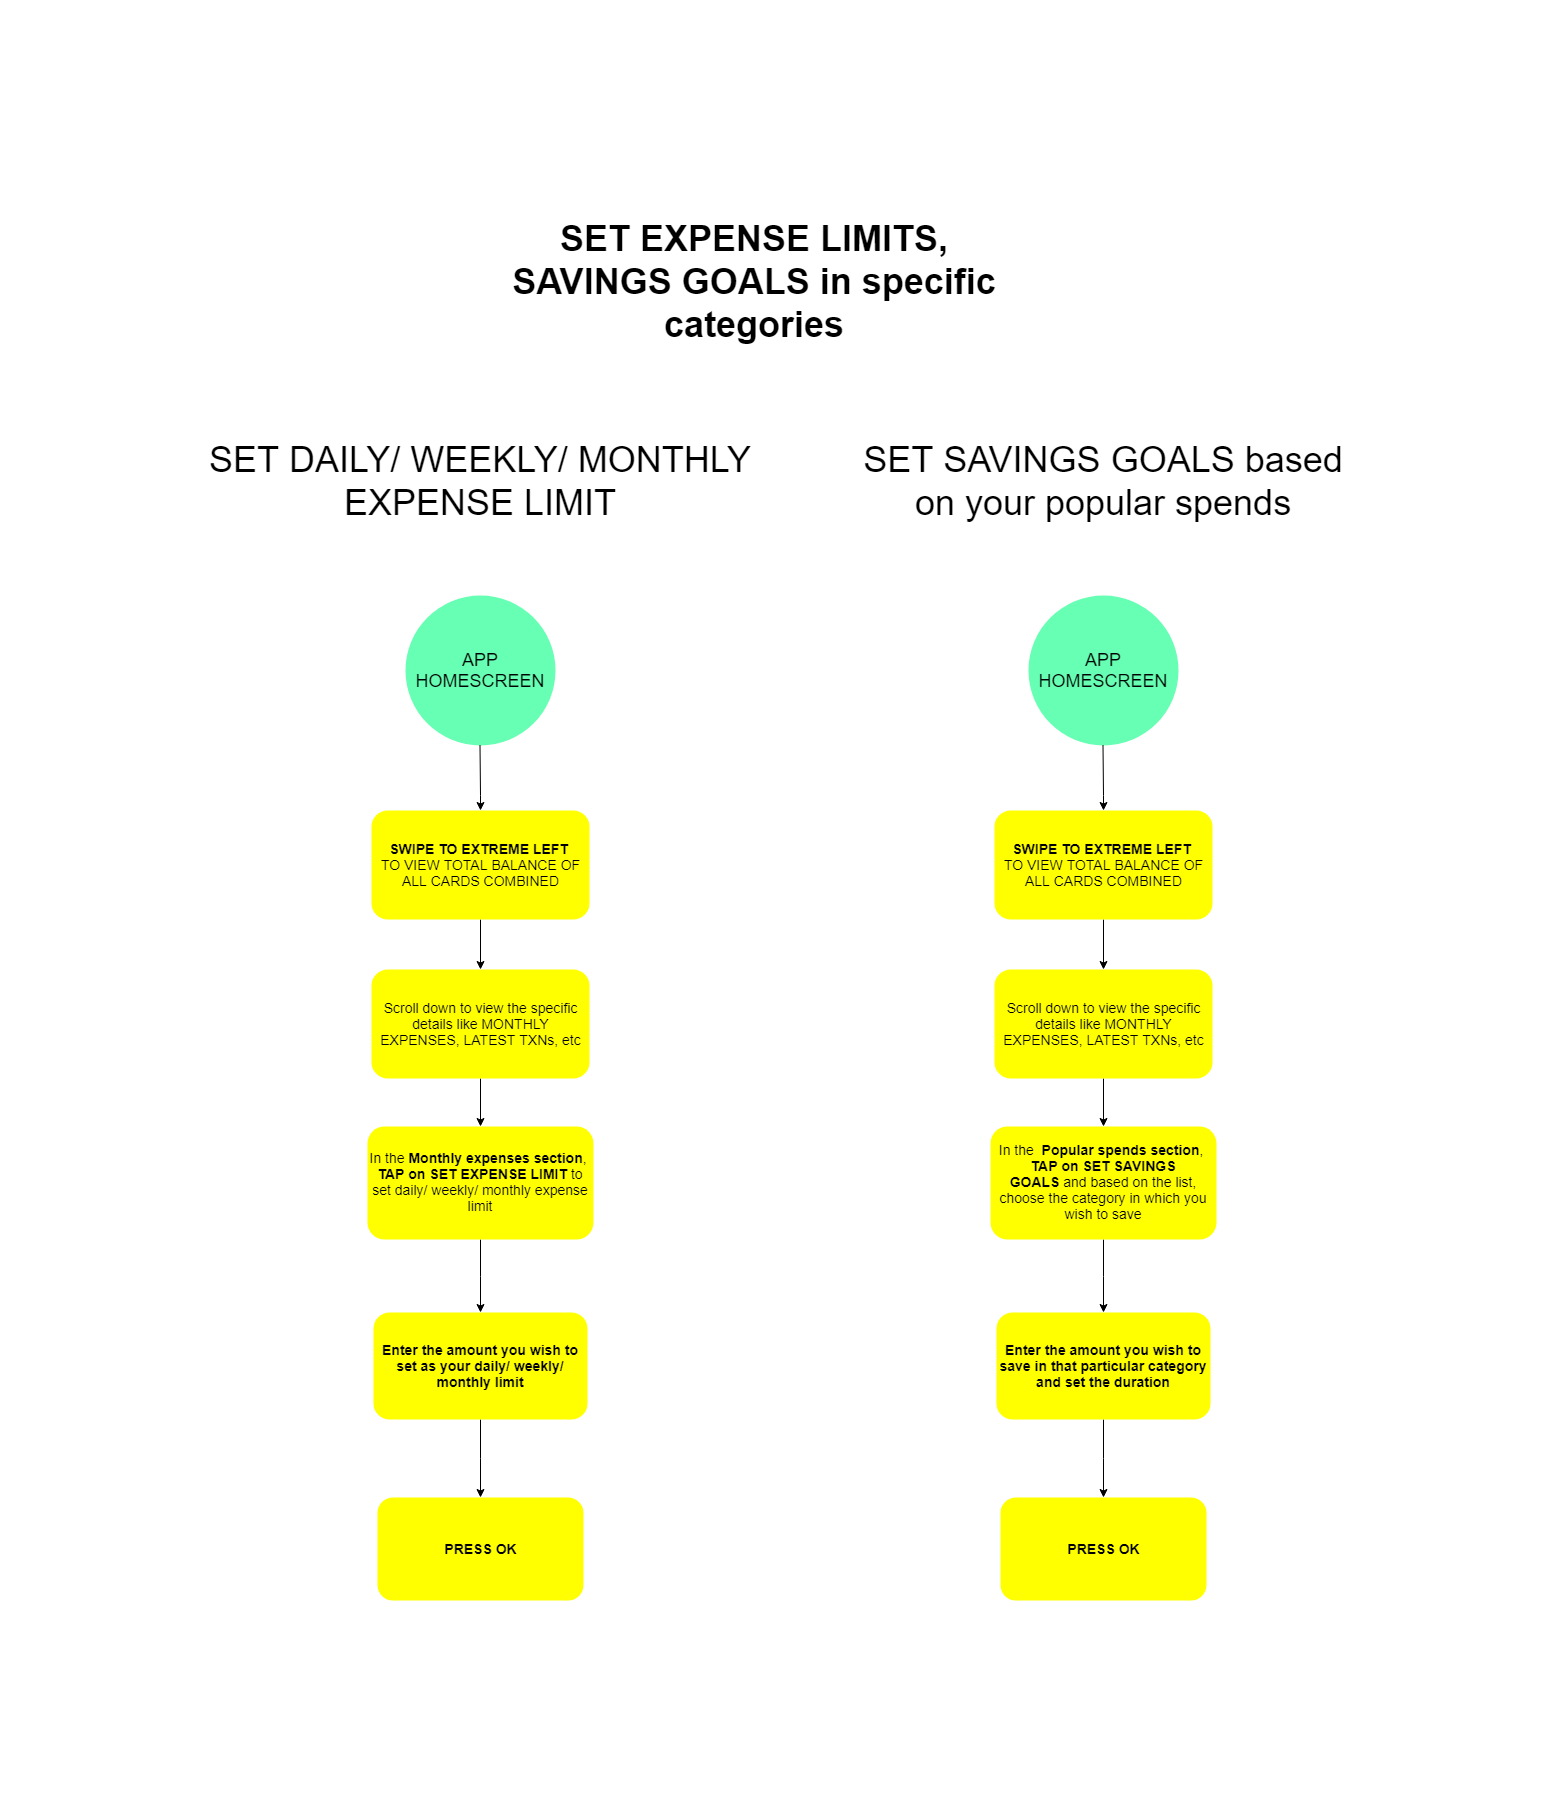 SET EXPENSE LIMITS,
SAVINGS GOALS in specific
categories
SET DAILY/ WEEKLY/ MONTHLY
EXPENSE LIMIT
APP
HOMESCREEN
SWIPE TO EXTREME LEFT
TO VIEW TOTAL BALANCE OF
ALL CARDS COMBINED
Scroll down to view the specific
details like MONTHLY
EXPENSES, LATEST TXNs, etc
In the Monthly expenses section,
TAP on SET EXPENSE LIMIT to
set daily/ weekly/ monthly expense
limit
Enter the amount you wish to
set as your daily/ weekly/
monthly limit
PRESS OK
SET SAVINGS GOALS based
on your popular spends
APP
HOMESCREEN
SWIPE TO EXTREME LEFT
TO VIEW TOTAL BALANCE OF
ALL CARDS COMBINED
Scroll down to view the specific
details like MONTHLY
EXPENSES, LATEST TXNs, etc
In the  Popular spends section,
TAP on SET SAVINGS
GOALS and based on the list,
choose the category in which you
wish to save
Enter the amount you wish to
save in that particular category
and set the duration
PRESS OK